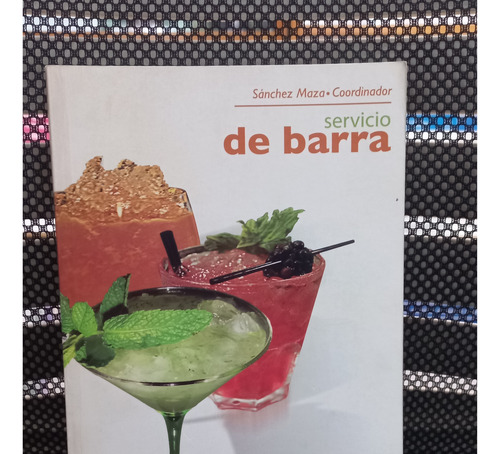 Sánchez Maza • Coordinador
servicio
de barra